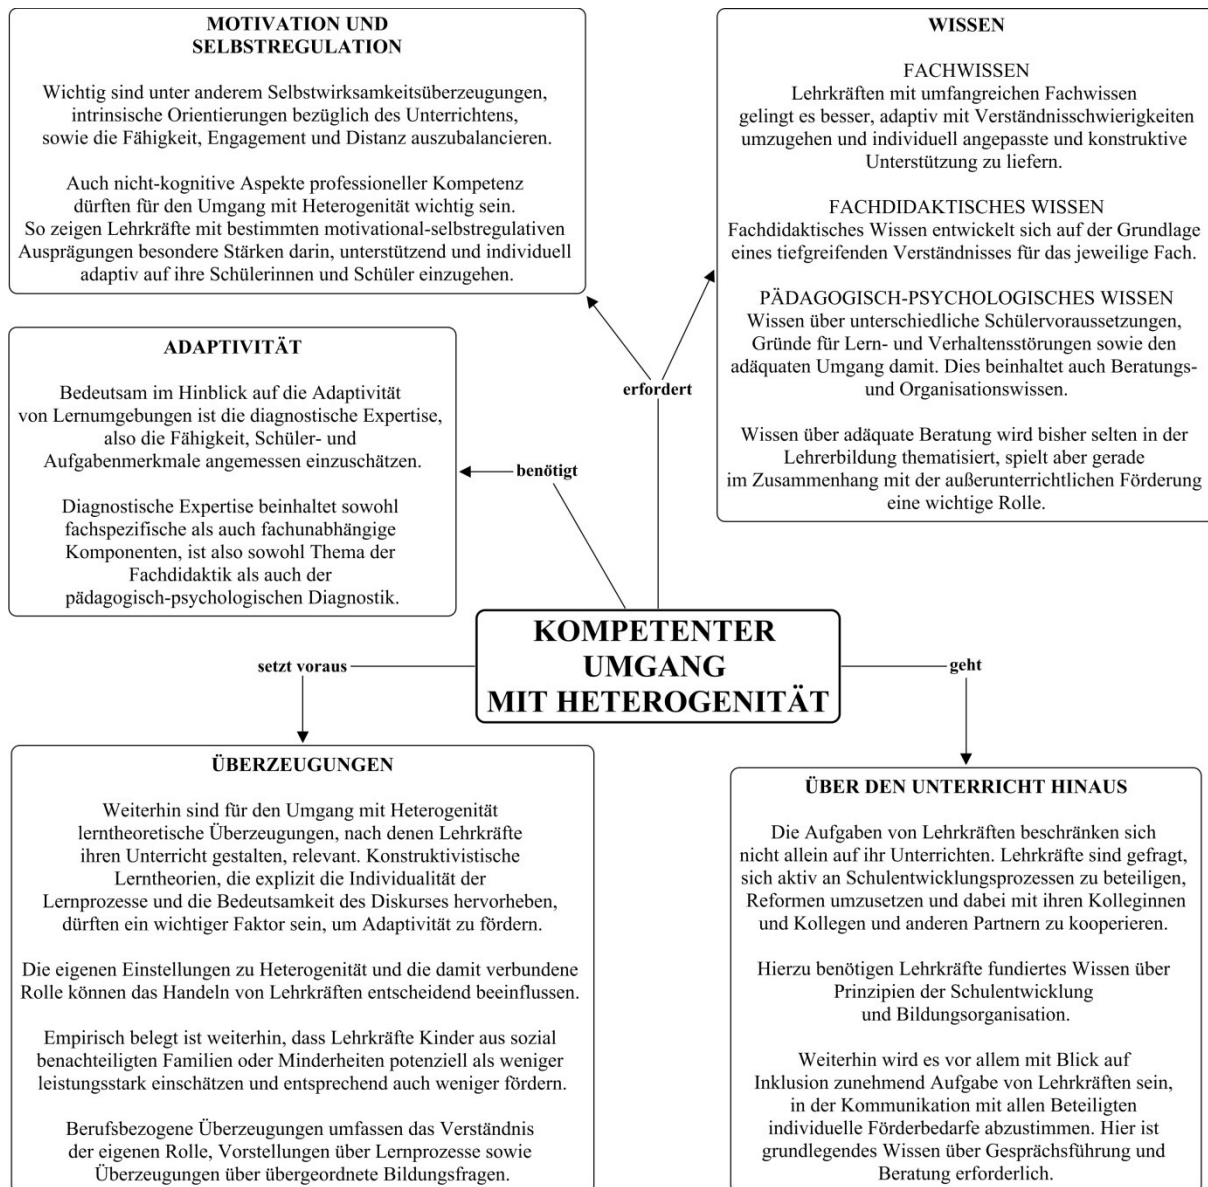 MOTIVATION UND
SELBSTREGULATION
Wichtig sind unter anderem Selbstwirksamkeitsüberzeugungen,
intrinsische Orientierungen bezüglich des Unterrichtens,
sowie die Fähigkeit, Engagement und Distanz auszubalancieren.
Auch nicht-kognitive Aspekte professioneller Kompetenz
dürften für den Umgang mit Heterogenität wichtig sein.
So zeigen Lehrkräfte mit bestimmten motivational-selbstregulativen
Ausprägungen besondere Stärken darin, unterstützend und individuell
adaptiv auf ihre Schülerinnen und Schüler einzugehen.
WISSEN
FACHWISSEN
Lehrkräften mit umfangreichen Fachwissen
gelingt es besser, adaptiv mit Verständnisschwierigkeiten
umzugehen und individuell angepasste und konstruktive
Unterstützung zu liefern.
FACHDIDAKTISCHES WISSEN
Fachdidaktisches Wissen entwickelt sich auf der Grundlage
eines tiefgreifenden Verständnisses für das jeweilige Fach.
PÄDAGOGISCH-PSYCHOLOGISCHES WISSEN
Wissen über unterschiedliche Schülervoraussetzungen,
Gründe für Lern- und Verhaltensstörungen sowie den
adäquaten Umgang damit. Dies beinhaltet auch Beratungs-
und Organisationswissen.
Wissen über adäquate Beratung wird bisher selten in der
Lehrerbildung thematisiert, spielt aber gerade
im Zusammenhang mit der außerunterrichtlichen Förderung
eine wichtige Rolle.
ADAPTIVITÄT
Bedeutsam im Hinblick auf die Adaptivität
von Lernumgebungen ist die diagnostische Expertise,
also die Fähigkeit, Schüler- und
Aufgabenmerkmale angemessen einzuschätzen.
Diagnostische Expertise beinhaltet sowohl
fachspezifische als auch fachunabhängige
Komponenten, ist also sowohl Thema der
Fachdidaktik als auch der
pädagogisch-psychologischen Diagnostik.
erfordert
benötigt
KOMPETENTER
UMGANG
MIT HETEROGENITÄT
setzt voraus
geht
ÜBERZEUGUNGEN
Weiterhin sind für den Umgang mit Heterogenität
lerntheoretische Überzeugungen, nach denen Lehrkräfte
ihren Unterricht gestalten, relevant. Konstruktivistische
Lerntheorien, die explizit die Individualität der
Lernprozesse und die Bedeutsamkeit des Diskurses hervorheben,
dürften ein wichtiger Faktor sein, um Adaptivität zu fördern.
Die eigenen Einstellungen zu Heterogenität und die damit verbundene
Rolle können das Handeln von Lehrkräften entscheidend beeinflussen.
Empirisch belegt ist weiterhin, dass Lehrkräfte Kinder aus sozial
benachteiligten Familien oder Minderheiten potenziell als weniger
leistungsstark einschätzen und entsprechend auch weniger fördern.
Berufsbezogene Überzeugungen umfassen das Verständnis
der eigenen Rolle, Vorstellungen über Lernprozesse sowie
Überzeugungen über übergeordnete Bildungsfragen.
ÜBER DEN UNTERRICHT HINAUS
Die Aufgaben von Lehrkräften beschränken sich
nicht allein auf ihr Unterrichten. Lehrkräfte sind gefragt,
sich aktiv an Schulentwicklungsprozessen zu beteiligen,
Reformen umzusetzen und dabei mit ihren Kolleginnen
und Kollegen und anderen Partnern zu kooperieren.
Hierzu benötigen Lehrkräfte fundiertes Wissen über
Prinzipien der Schulentwicklung
und Bildungsorganisation.
Weiterhin wird es vor allem mit Blick auf
Inklusion zunehmend Aufgabe von Lehrkräften sein,
in der Kommunikation mit allen Beteiligten
individuelle Förderbedarfe abzustimmen. Hier ist
grundlegendes Wissen über Gesprächsführung und
Beratung erforderlich.